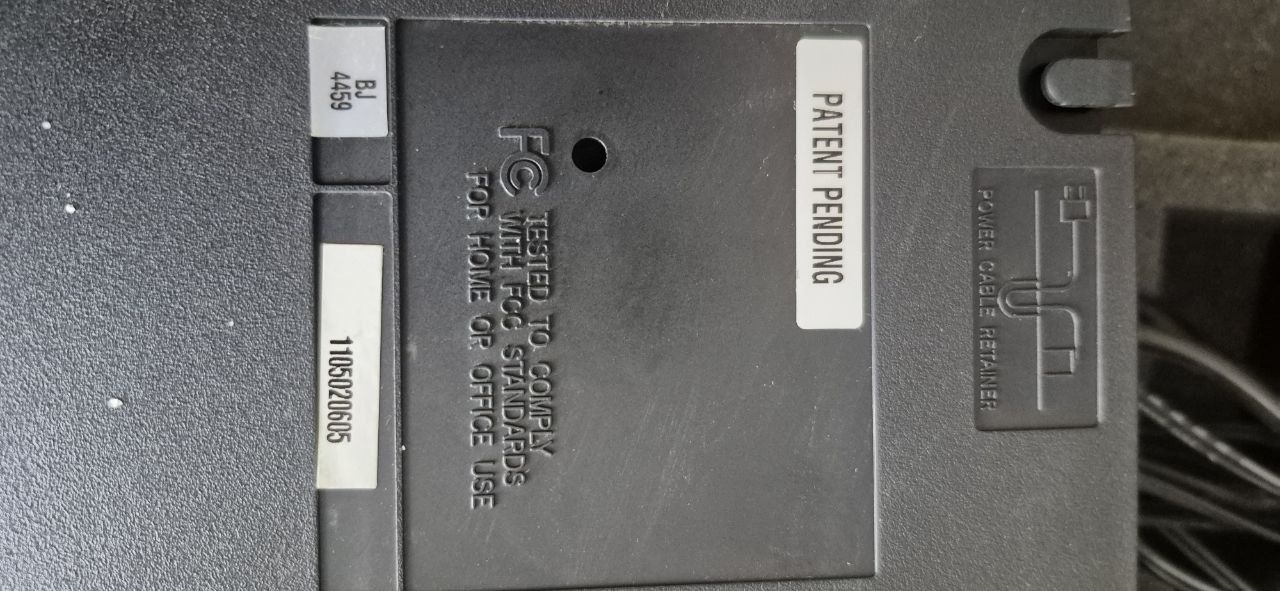 PATENT PENDING
POWER CABLE RETAINER
FC TESTED TO COMPLY
WITH FCC STANDARDS
FOR HOME OR OFFICE USE
BJ
4459
1105020605